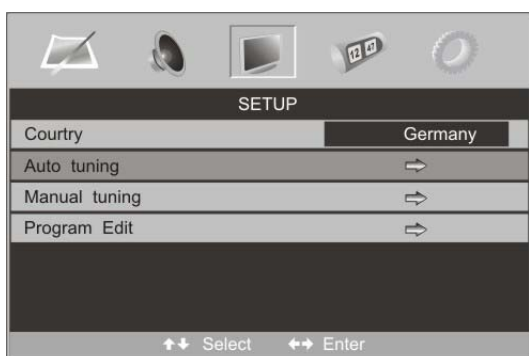 12 47
SETUP
Courtry Germany
Auto tuning
Manual tuning
Program Edit
Select Enter